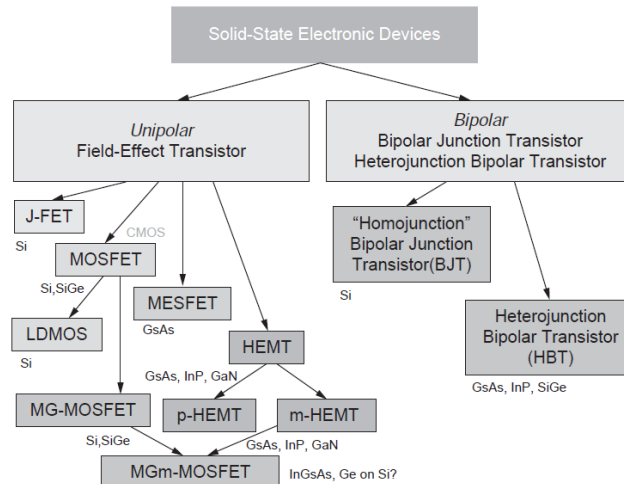 Solid-State Electronic Devices
Unipolar
Field-Effect Transistor
Bipolar
Bipolar Junction Transistor
Heterojunction Bipolar Transistor
J-FET
Si
CMOS
MOSFET
Si,SiGe
MESFET
GsAs
"Homojunction"
Bipolar Junction
Transistor(BJT)
Si
LDMOS
Si
HEMT
GsAs, InP, GaN
Heterojunction
Bipolar Transistor
(HBT)
GsAs, InP, SiGe
MG-MOSFET
Si,SiGe
p-HEMT
m-HEMT
GsAs, InP, GaN
MGm-MOSFET
InGsAs, Ge on Si?